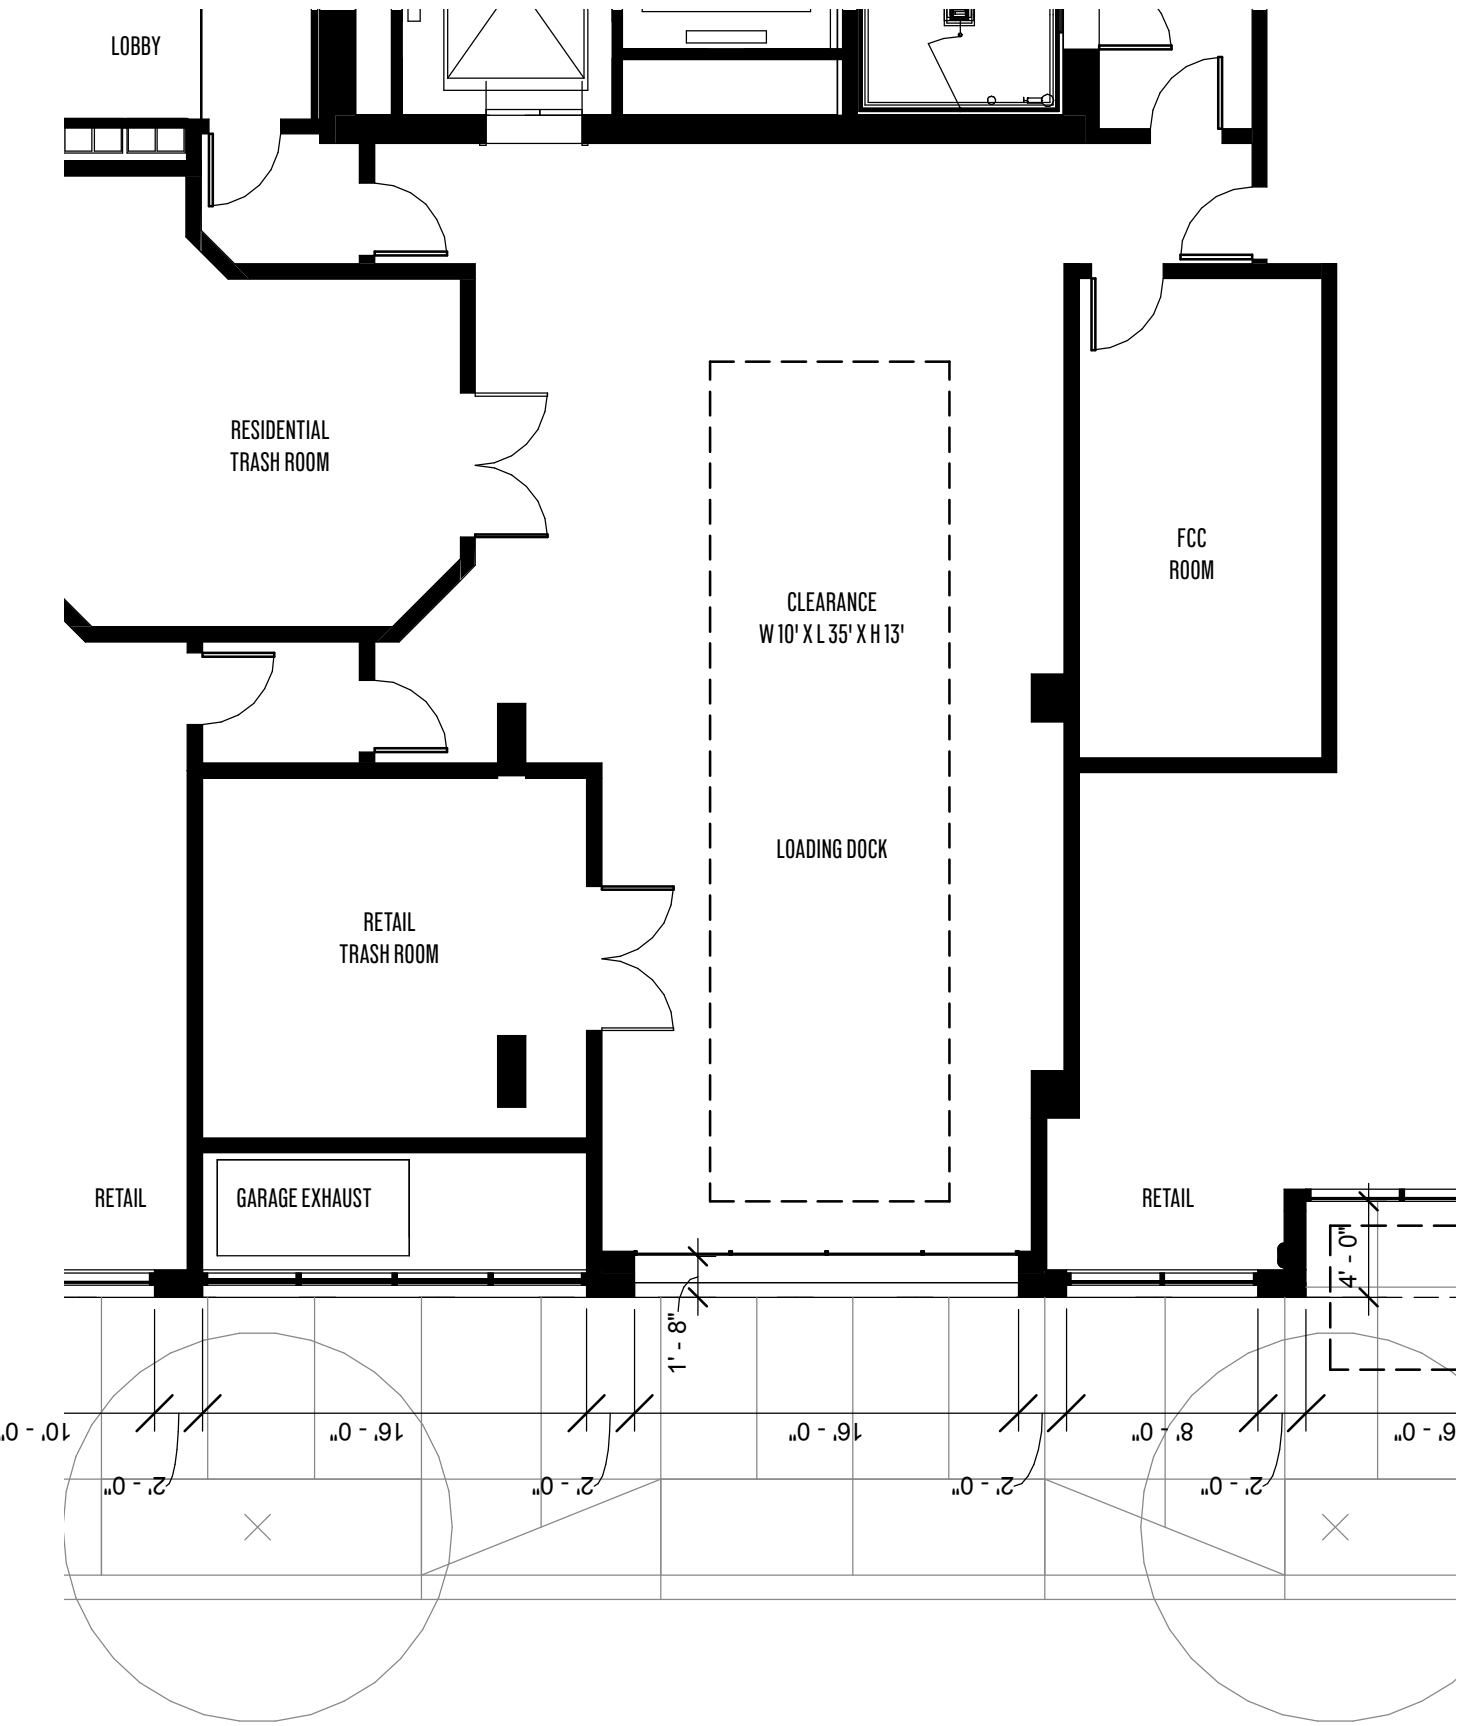 LOBBY
RESIDENTIAL
TRASH ROOM
FCC
ROOM
CLEARANCE
W 10' X L 35' X H 13'
LOADING DOCK
RETAIL
TRASH ROOM
RETAIL
GARAGE EXHAUST
RETAIL
4' - 0"
1' - 8"
10' - 0"
16' - 0"
16' - 0"
8' - 0"
6' - 0"
2' - 0"
2' - 0"
2' - 0"
2' - 0"